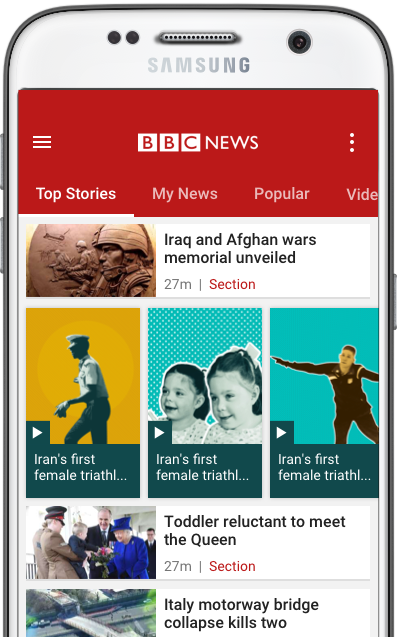 SAMSUNG
BBC NEWS
Top Stories
My News
Popular
Vide
Iraq and Afghan wars
memorial unveiled
27m | Section
Iran's first
female triathl...
Iran's first
female triathl...
Iran's first
female triathl...
Toddler reluctant to meet
the Queen
27m | Section
Italy motorway bridge
collapse kills two